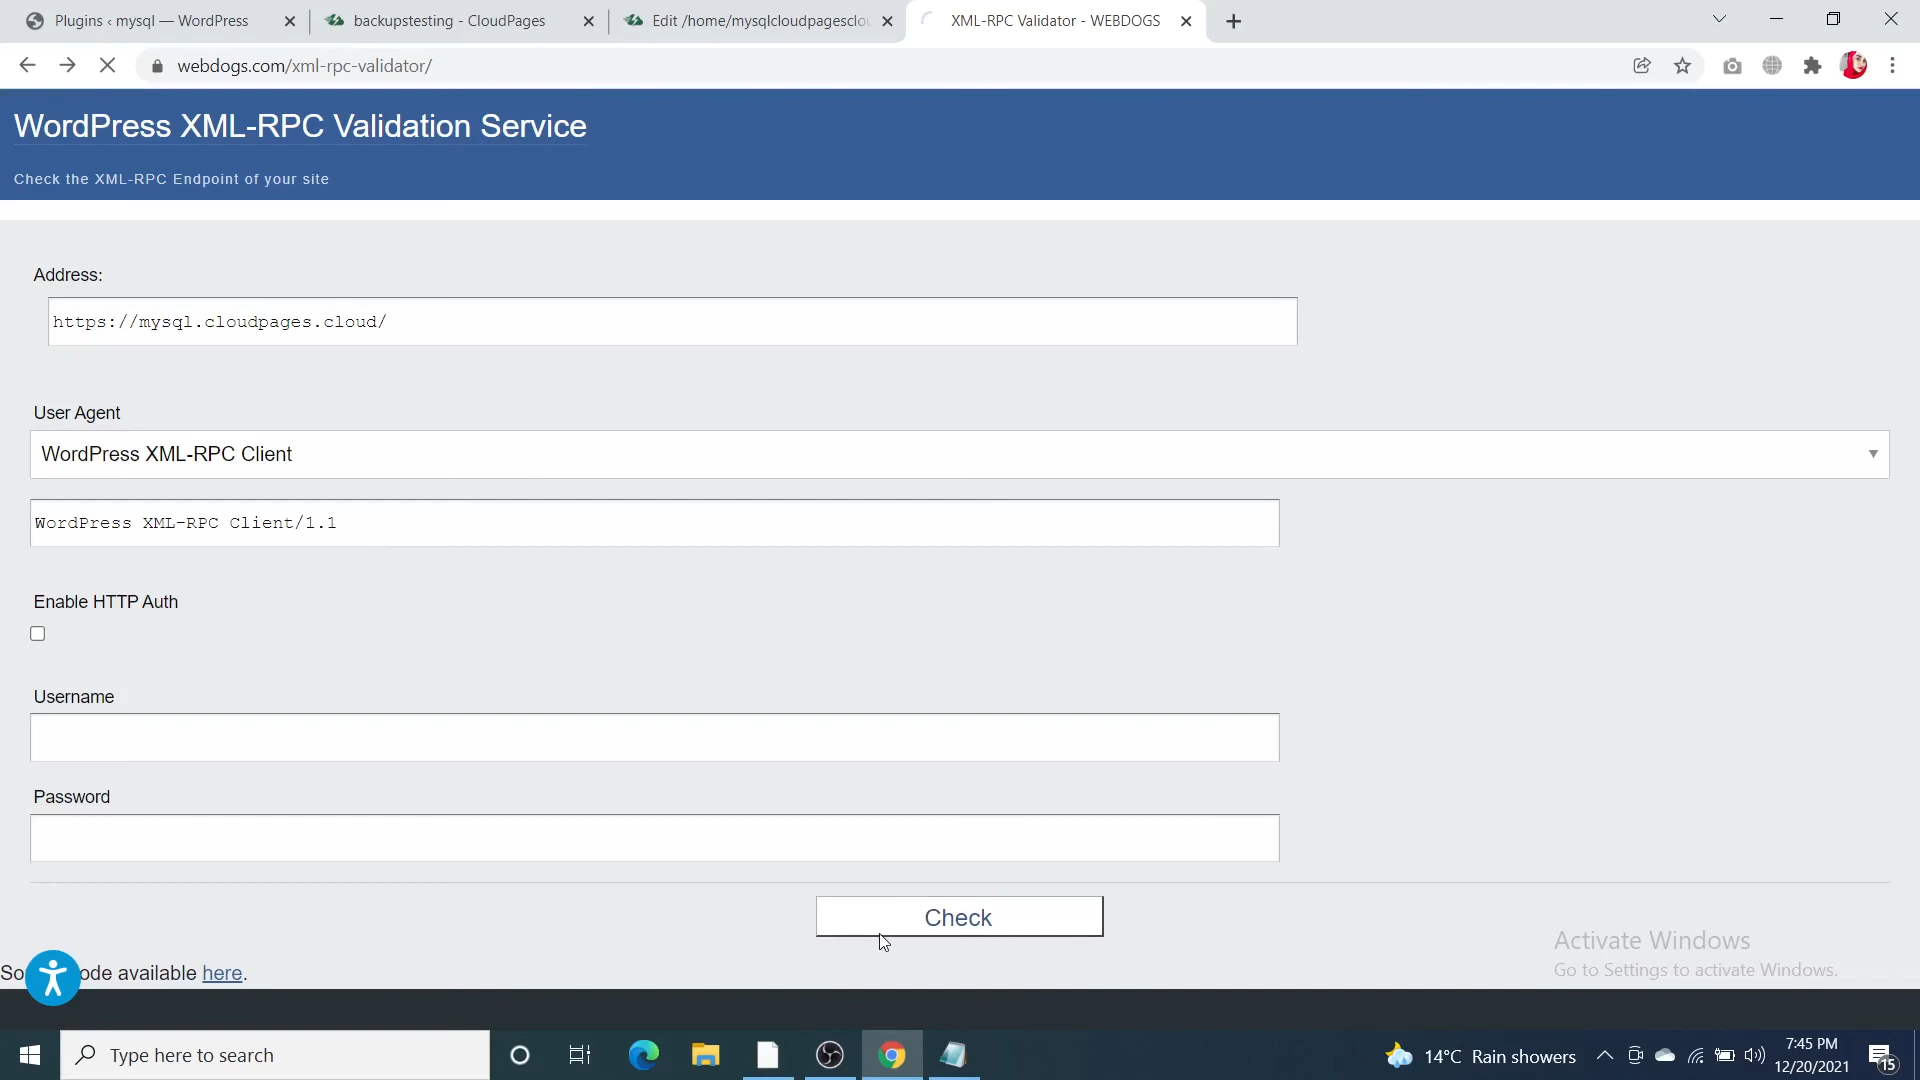 Plugins ‹ mysql — WordPress
backupstesting - CloudPages
Edit /home/mysqlcloudpagesclou
XML-RPC Validator - WEBDOGS
webdogs.com/xml-rpc-validator/
WordPress XML-RPC Validation Service
Check the XML-RPC Endpoint of your site
Address:
https://mysql.cloudpages.cloud/
User Agent
WordPress XML-RPC Client
WordPress XML-RPC Client/1.1
Enable HTTP Auth
Username
Password
Check
Activate Windows
Go to Settings to activate Windows.
So ode available here.
Type here to search
14°C Rain showers
7:45 PM
12/20/2021
15